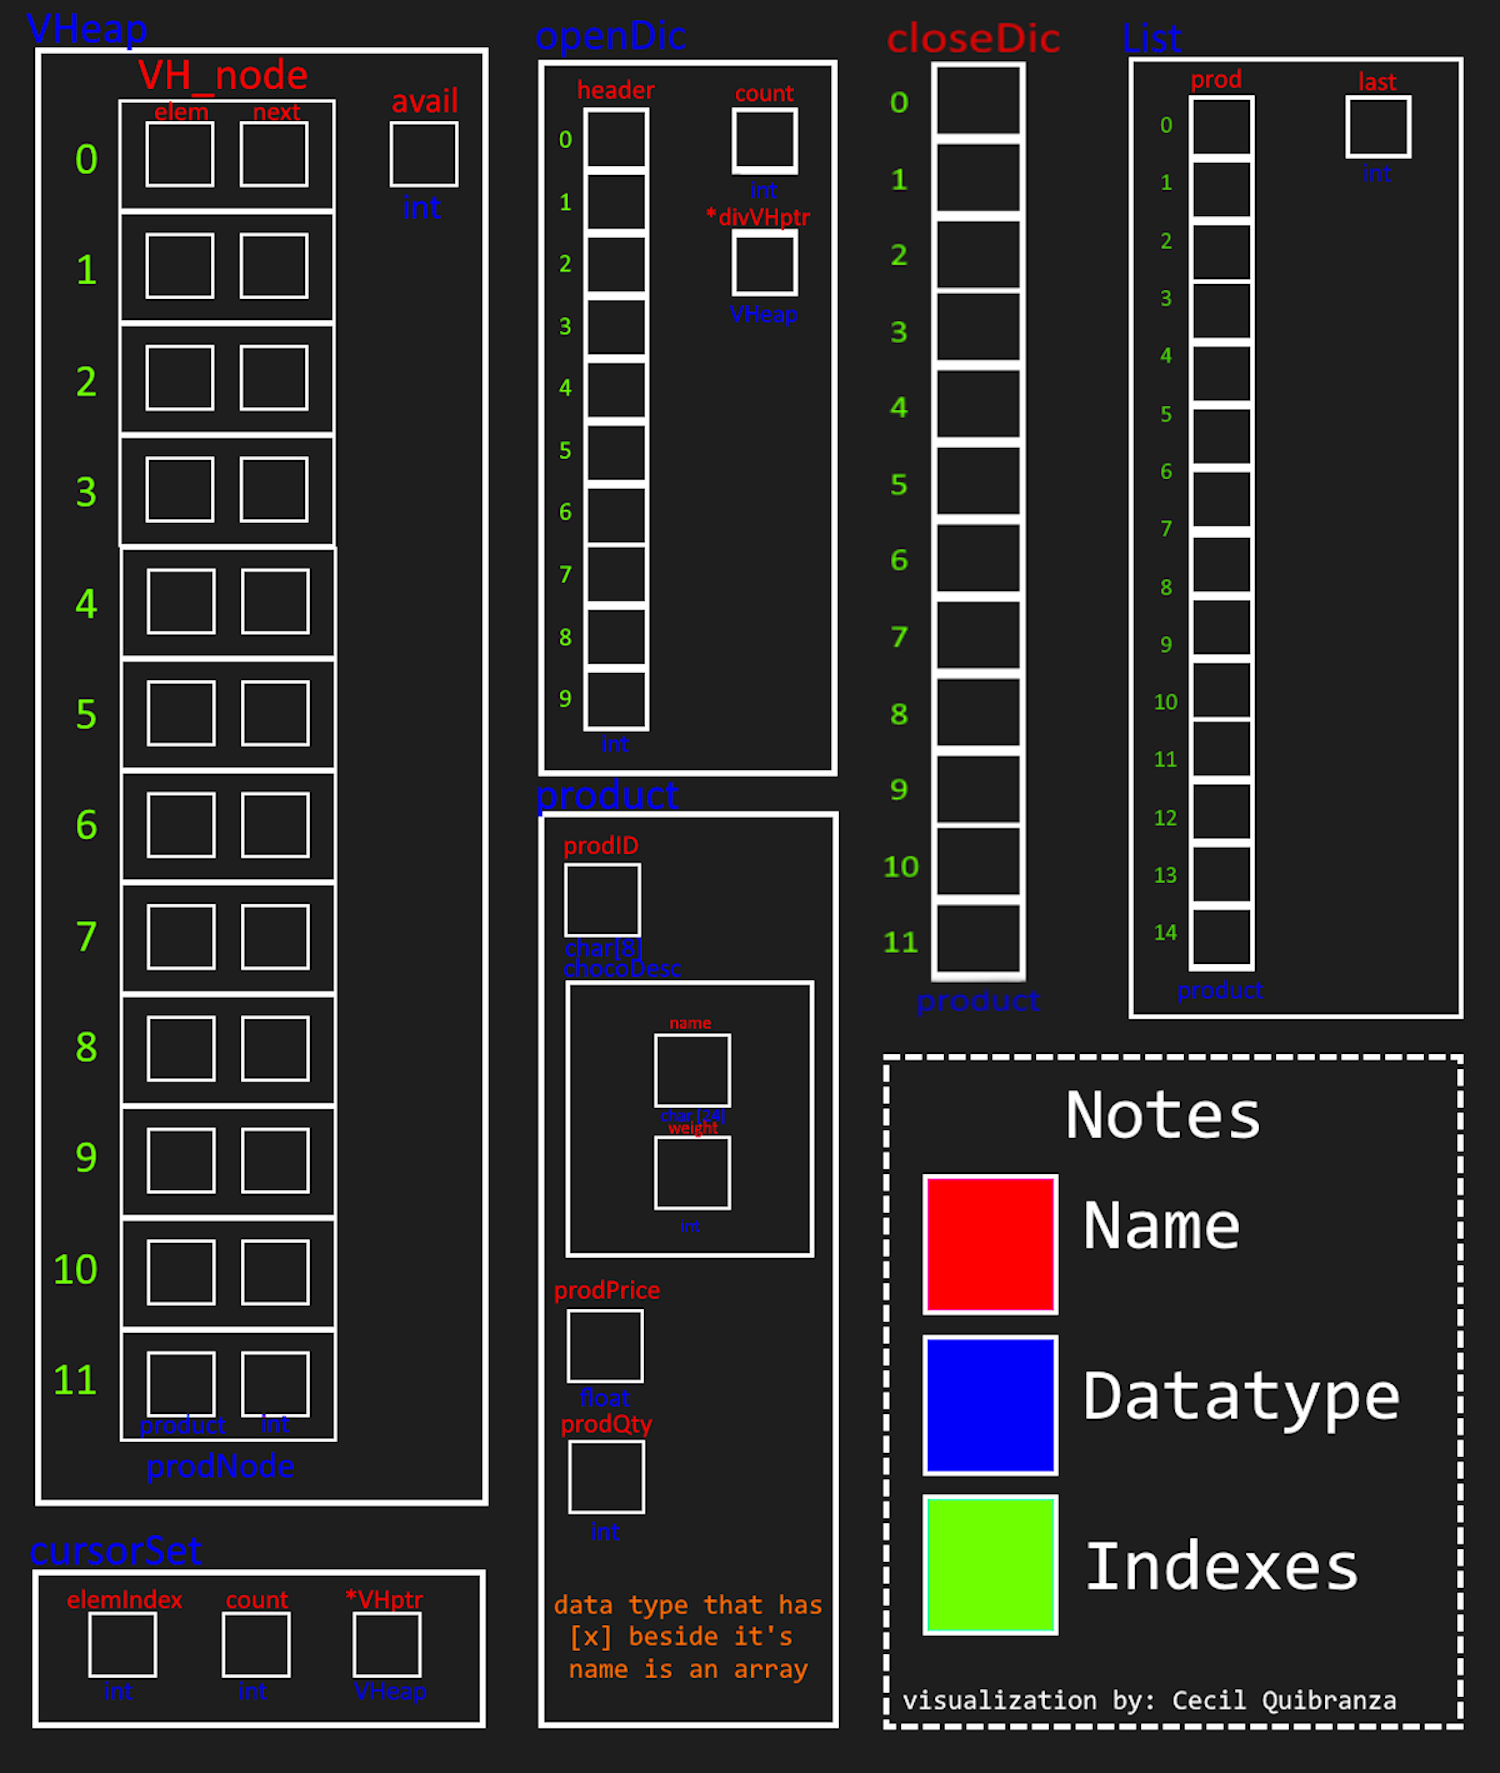 VHeap
VH_node
elem next
avail
int
0
1
2
3
4
5
6
7
8
9
10
11
product int
prodNode
cursorSet
elemIndex count *VHptr
int int VHeap
openDic
header
count
int
*divVHptr
VHeap
0
1
2
3
4
5
6
7
8
9
int
product
prodID
char[8]
chocoDesc
name
char [24]
weight
int
prodPrice
float
prodQty
int
data type that has
[x] beside it's
name is an array
closeDic
0
1
2
3
4
5
6
7
8
9
10
11
product
List
prod
last
int
0
1
2
3
4
5
6
7
8
9
10
11
12
13
14
product
Notes
Name
Datatype
Indexes
visualization by: Cecil Quibranza